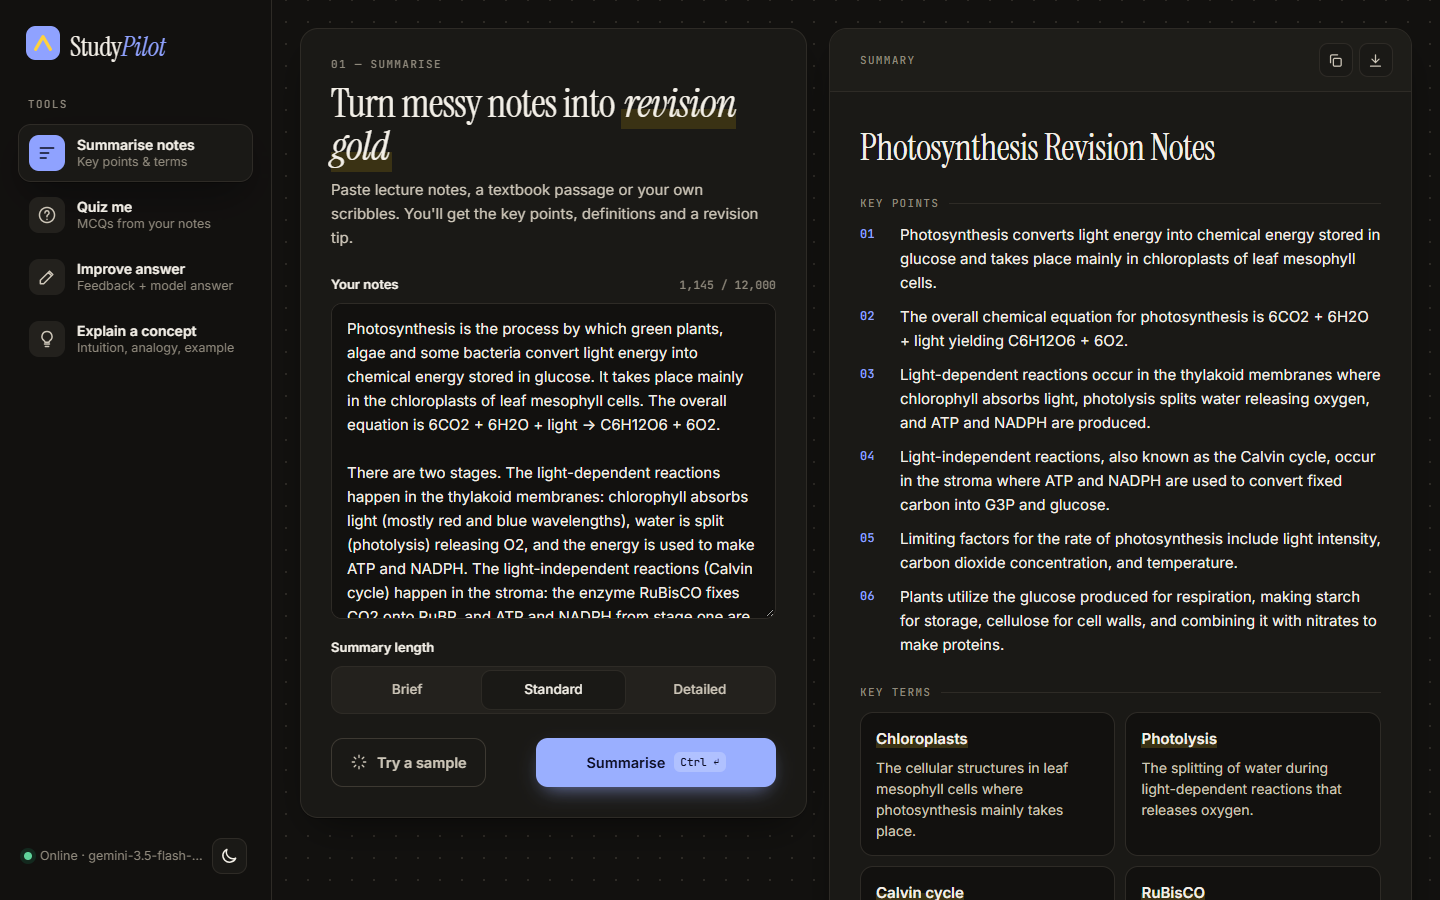 StudyPilot
TOOLS
Summarise notes
Key points & terms
Quiz me
MCQs from your notes
Improve answer
Feedback + model answer
Explain a concept
Intuition, analogy, example
Online · gemini-3.5-flash-...
01 — SUMMARISE
Turn messy notes into revision
gold
Paste lecture notes, a textbook passage or your own
scribbles. You'll get the key points, definitions and a revision
tip.
Your notes
1,145 / 12,000
Photosynthesis is the process by which green plants,
algae and some bacteria convert light energy into
chemical energy stored in glucose. It takes place mainly
in the chloroplasts of leaf mesophyll cells. The overall
equation is 6CO2 + 6H2O + light → C6H12O6 + 6O2.
There are two stages. The light-dependent reactions
happen in the thylakoid membranes: chlorophyll absorbs
light (mostly red and blue wavelengths), water is split
(photolysis) releasing O2, and the energy is used to make
ATP and NADPH. The light-independent reactions (Calvin
cycle) happen in the stroma: the enzyme RuBisCO fixes
CO2 onto RuBP, and ATP and NADPH from stage one are
Summary length
Brief
Standard
Detailed
Try a sample
Summarise Ctrl ⏎
SUMMARY
Photosynthesis Revision Notes
KEY POINTS
01 Photosynthesis converts light energy into chemical energy stored in
glucose and takes place mainly in chloroplasts of leaf mesophyll
cells.
02 The overall chemical equation for photosynthesis is 6CO2 + 6H2O
+ light yielding C6H12O6 + 6O2.
03 Light-dependent reactions occur in the thylakoid membranes where
chlorophyll absorbs light, photolysis splits water releasing oxygen,
and ATP and NADPH are produced.
04 Light-independent reactions, also known as the Calvin cycle, occur
in the stroma where ATP and NADPH are used to convert fixed
carbon into G3P and glucose.
05 Limiting factors for the rate of photosynthesis include light intensity,
carbon dioxide concentration, and temperature.
06 Plants utilize the glucose produced for respiration, making starch
for storage, cellulose for cell walls, and combining it with nitrates to
make proteins.
KEY TERMS
Chloroplasts
The cellular structures in leaf
mesophyll cells where
photosynthesis mainly takes
place.
Photolysis
The splitting of water during
light-dependent reactions that
releases oxygen.
Calvin cycle
RuBisCO